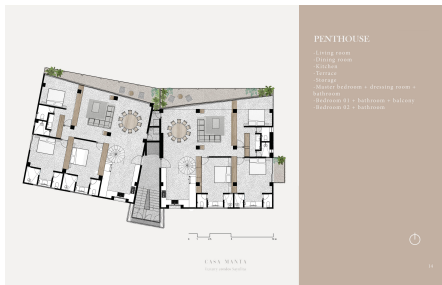 PENTHOUSE
-Living room
-Dining room
-Kitchen
-Terrace
-Storage
-Master bedroom + dressing room +
bathroom
-Bedroom 01 + bathroom + balcony
-Bedroom 02 + bathroom
CASA MANTA